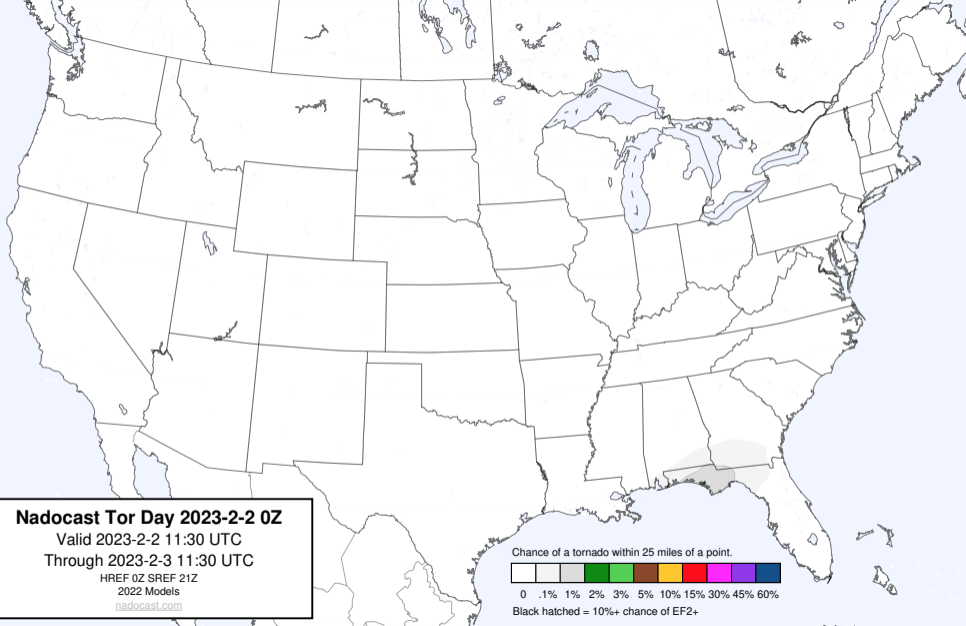 Nadocast Tor Day 2023-2-2 0Z
Valid 2023-2-2 11:30 UTC
Through 2023-2-3 11:30 UTC
HREF 0Z SREF 21Z
2022 Models
nadocast.com
Chance of a tornado within 25 miles of a point.
0 .1% 1% 2% 3% 5% 10% 15% 30% 45% 60%
Black hatched = 10%+ chance of EF2+